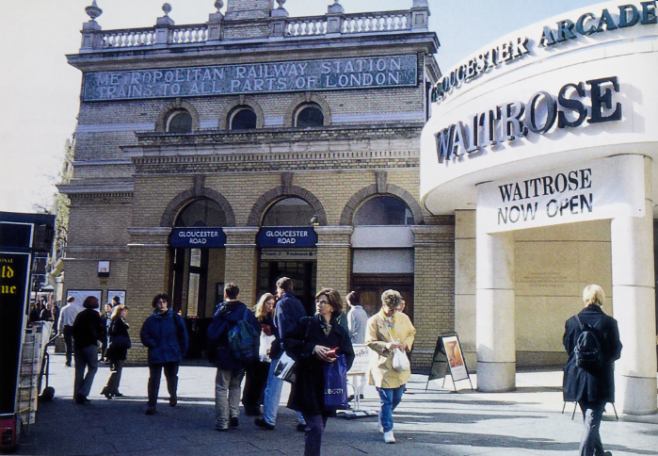 METROPOLITAN RAILWAY STATION.
TRAINS TO ALL PARTS OF LONDON.
GLOUCESTER ARCADE
WAITROSE
WAITROSE
NOW OPEN
GLOUCESTER
ROAD
GLOUCESTER
ROAD